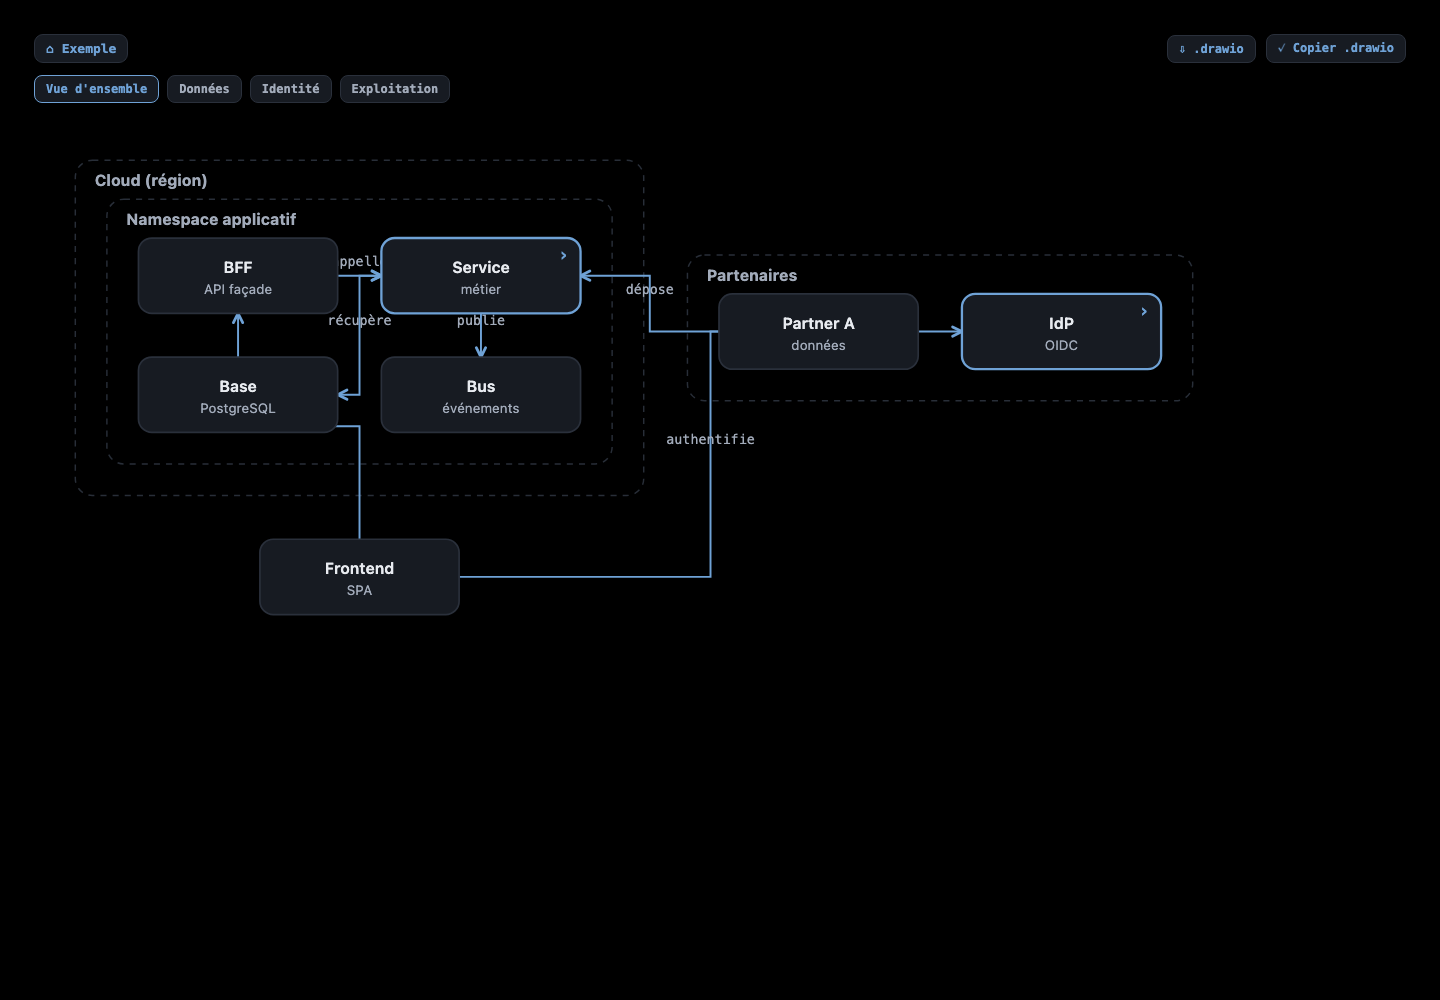 ⌂ Exemple
⇩ .drawio
✓ Copier .drawio
Vue d'ensemble
Données
Identité
Exploitation
Cloud (région)
Namespace applicatif
BFF
API façade
ppell
Service
›
métier
récupère
publie
Base
PostgreSQL
Bus
événements
dépose
Partenaires
Partner A
données
IdP
›
OIDC
authentifie
Frontend
SPA